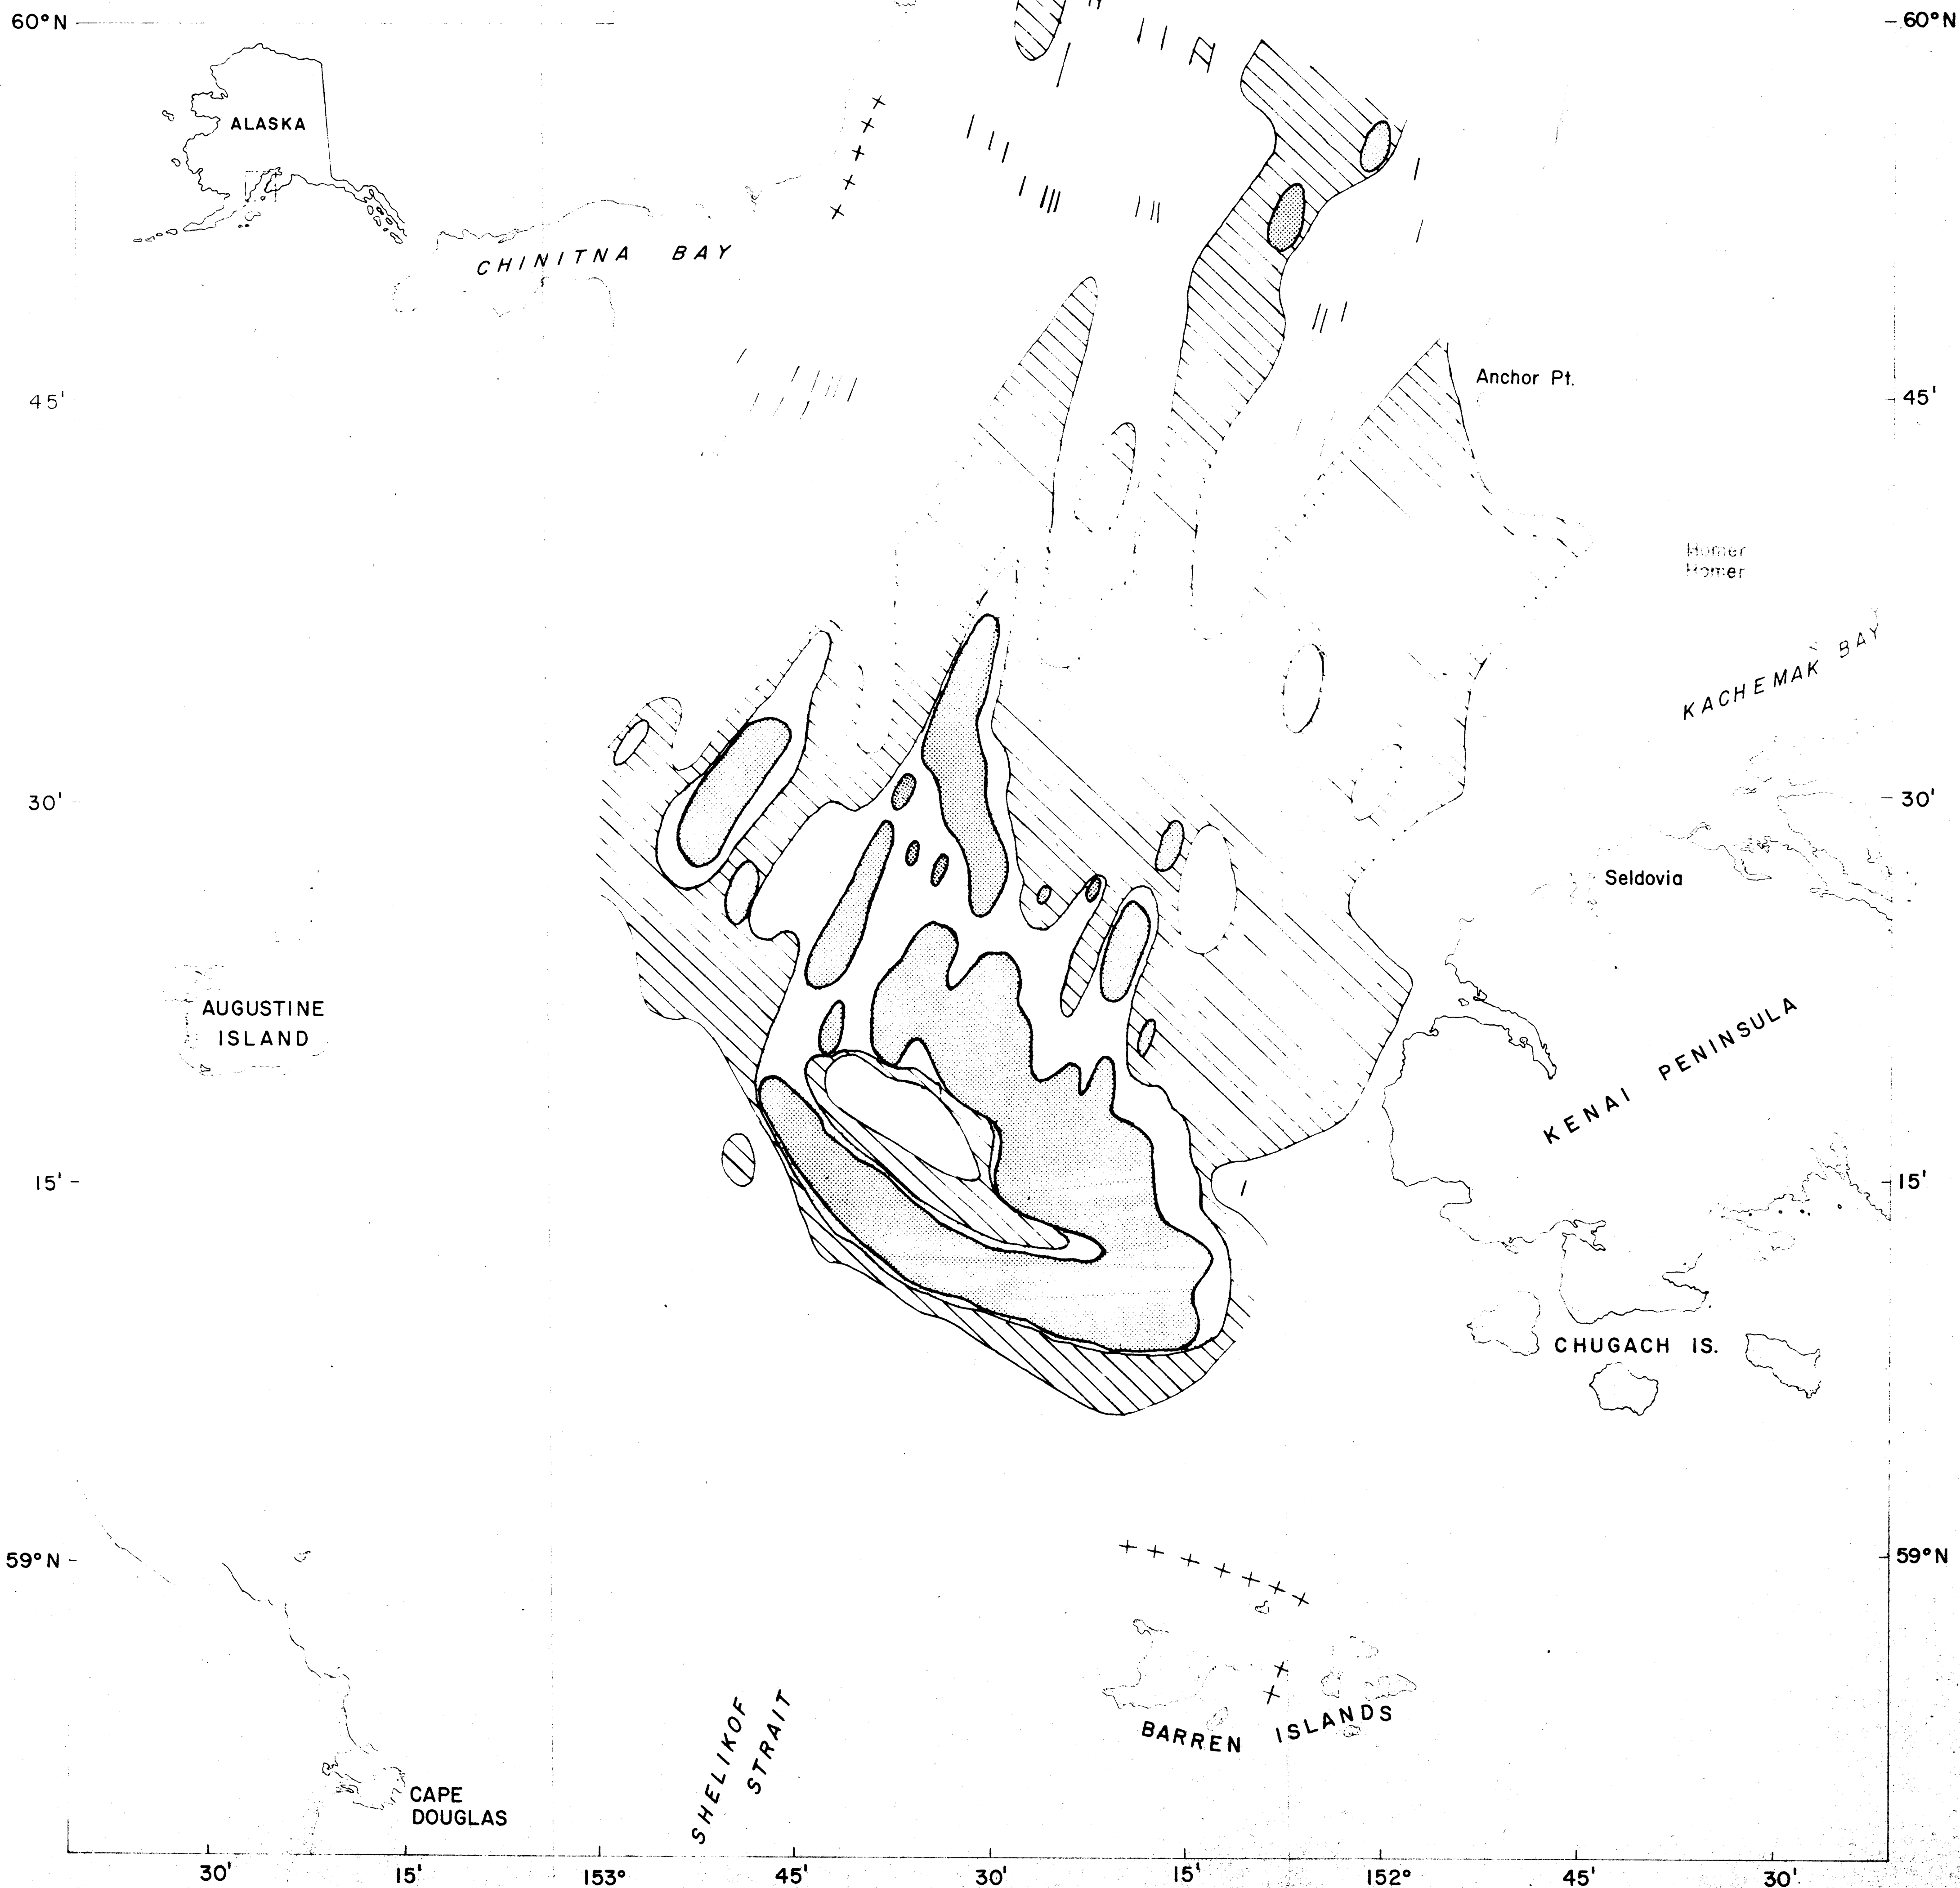 60°N
60°N
ALASKA
CHINITNA BAY
45'
Anchor Pt.
45'
Homer
Homer
KACHEMAK BAY
30'
30'
Seldovia
AUGUSTINE
ISLAND
KENAI PENINSULA
15'
15'
CHUGACH IS.
59°N
59°N
BARREN ISLANDS
SHELIKOF
STRAIT
CAPE
DOUGLAS
30'
15'
153°
45'
30'
15'
152°
45'
30'